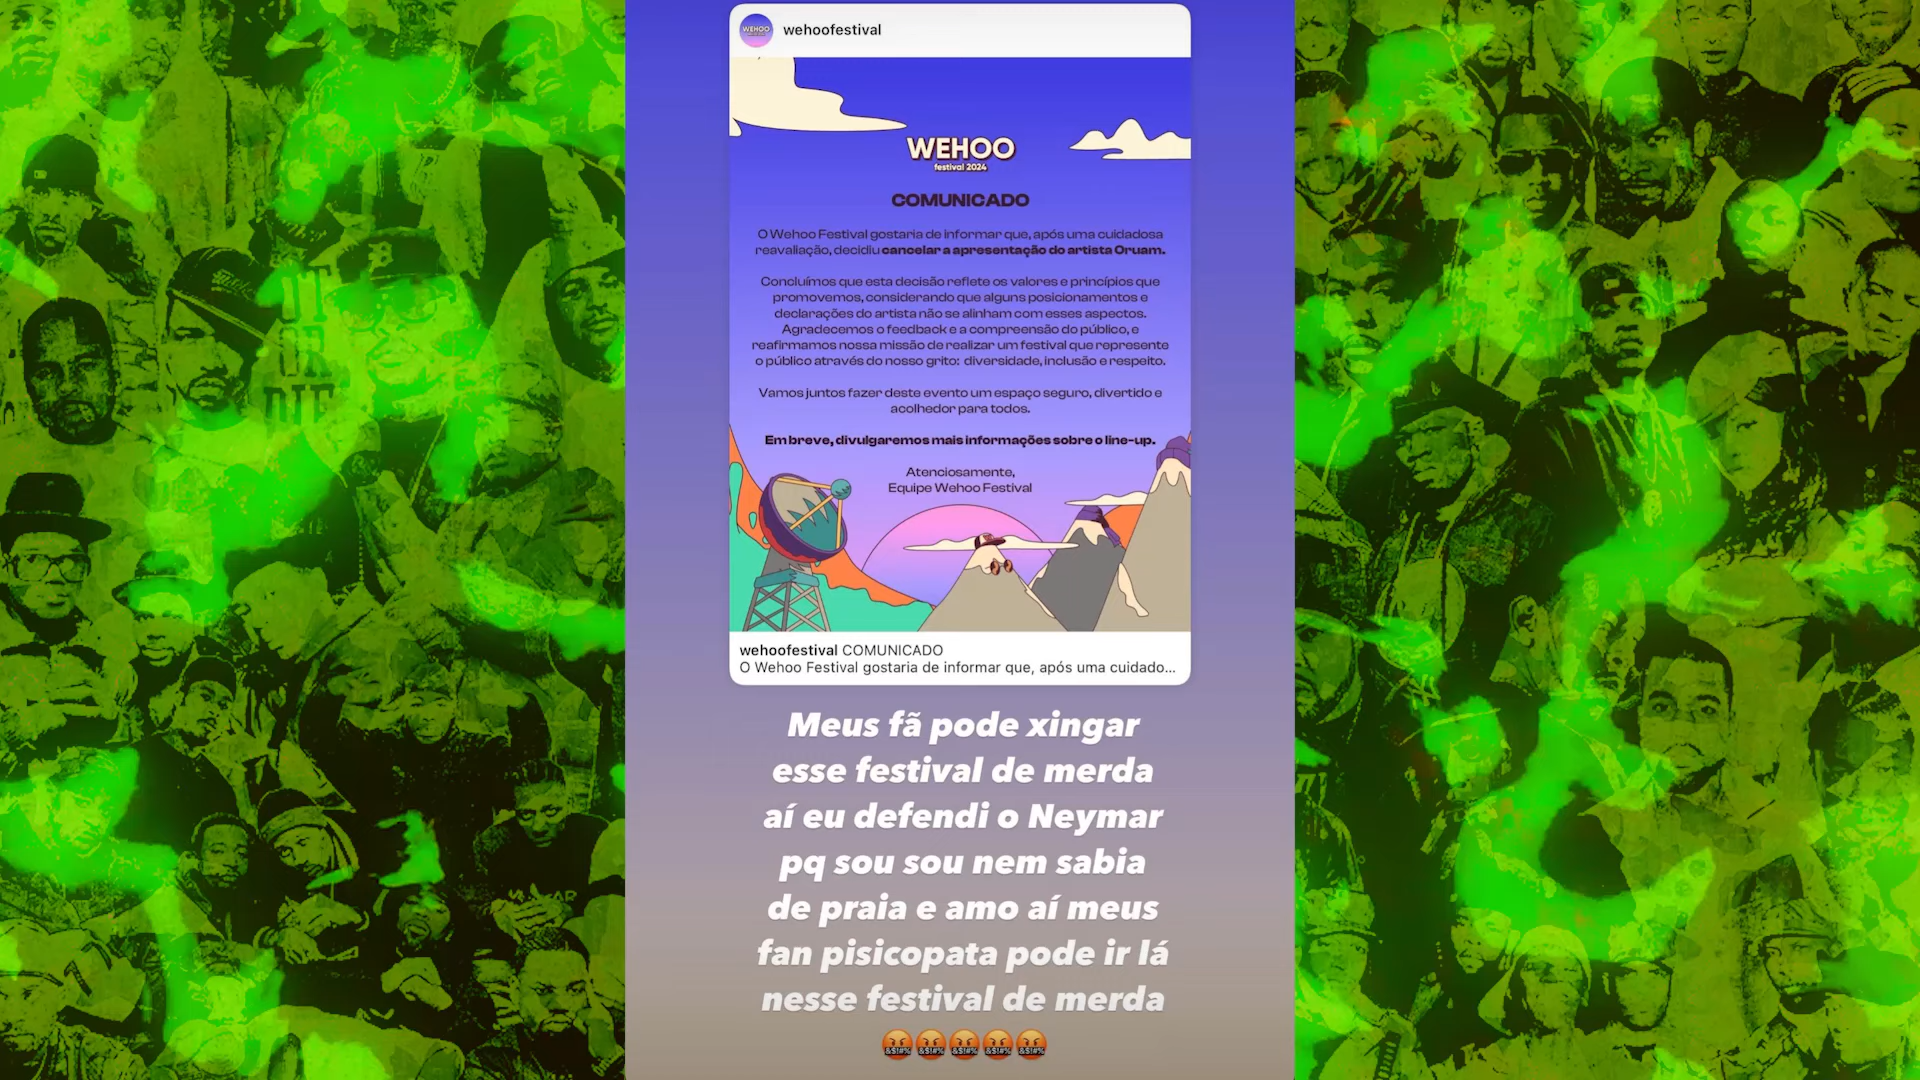 WEHOO
wehoofestival
WEHOO
festival 2024
COMUNICADO
O Wehoo Festival gostaria de informar que, após uma cuidadosa
reavaliação, decidiu cancelar a apresentação do artista Oruam.
Concluímos que esta decisão reflete os valores e princípios que
promovemos, considerando que alguns posicionamentos e
declarações do artista não se alinham com esses aspectos.
Agradecemos o feedback e a compreensão do público, e
reafirmamos nossa missão de realizar um festival que represente
o público através do nosso grito: diversidade, inclusão e respeito.
Vamos juntos fazer deste evento um espaço seguro, divertido e
acolhedor para todos.
Em breve, divulgaremos mais informações sobre o line-up.
Atenciosamente,
Equipe Wehoo Festival
wehoofestival COMUNICADO
O Wehoo Festival gostaria de informar que, após uma cuidado...
Meus fã pode xingar
esse festival de merda
aí eu defendi o Neymar
pq sou sou nem sabia
de praia e amo aí meus
fan pisicopata pode ir lá
nesse festival de merda